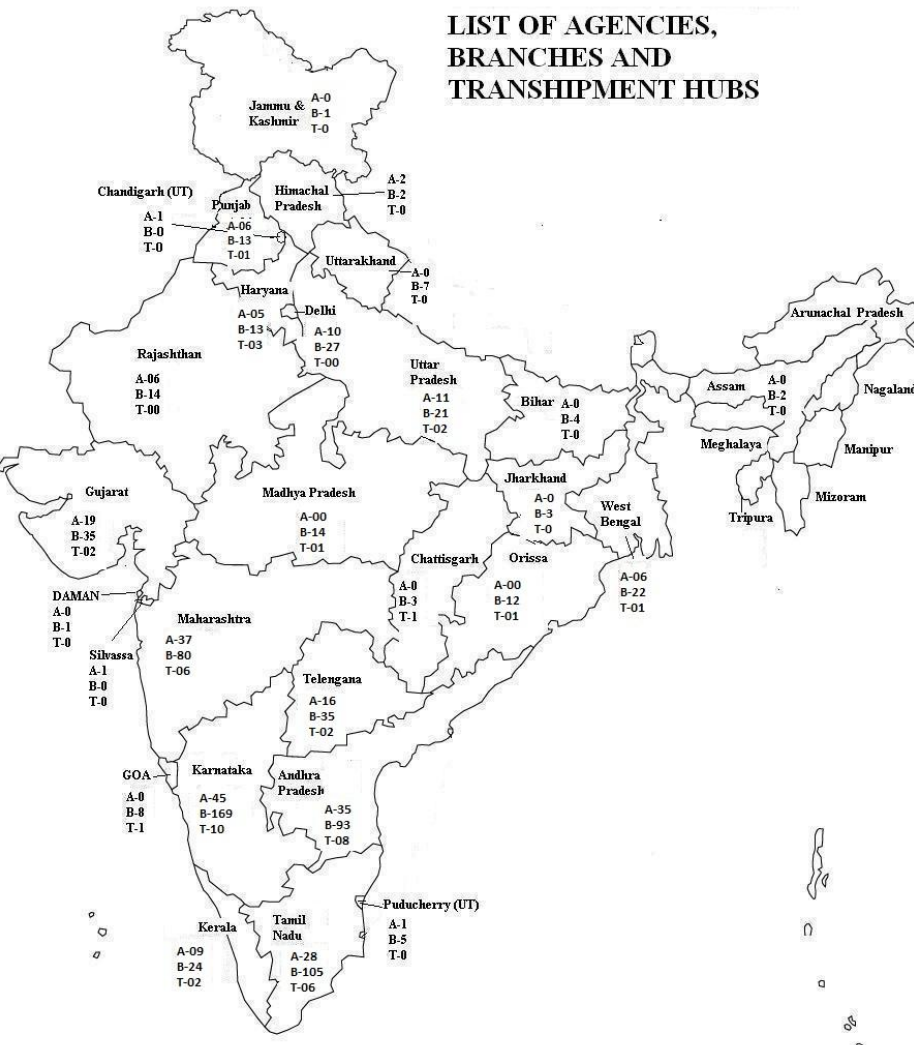 LIST OF AGENCIES,
BRANCHES AND
TRANSHIPMENT HUBS
Jammu &
Kashmir
A-0
B-1
T-0
Chandigarh (UT)
A-1
B-0
T-0
Punjab
A-06
B-13
T-01
Himachal
Pradesh
A-2
B-2
T-0
Uttarakhand
A-0
B-7
T-0
Haryana
A-05
B-13
T-03
Delhi
A-10
B-27
T-00
Rajashthan
A-06
B-14
T-00
Uttar
Pradesh
A-11
B-21
T-02
Bihar
A-0
B-4
T-0
Arunachal Pradesh
Assam
A-0
B-2
T-0
Nagaland
Meghalaya
Manipur
Mizoram
Tripura
Gujarat
A-19
B-35
T-02
Madhya Pradesh
A-00
B-14
T-01
Jharkhand
A-0
B-3
T-0
West
Bengal
A-06
B-22
T-01
Chattisgarh
A-0
B-3
T-1
Orissa
A-00
B-12
T-01
DAMAN
A-0
B-1
T-0
Silvassa
A-1
B-0
T-0
Maharashtra
A-37
B-80
T-06
Telengana
A-16
B-35
T-02
GOA
A-0
B-8
T-1
Karnataka
A-45
B-169
T-10
Andhra
Pradesh
A-35
B-93
T-08
Kerala
A-09
B-24
T-02
Tamil
Nadu
A-28
B-105
T-06
Puducherry (UT)
A-1
B-5
T-0